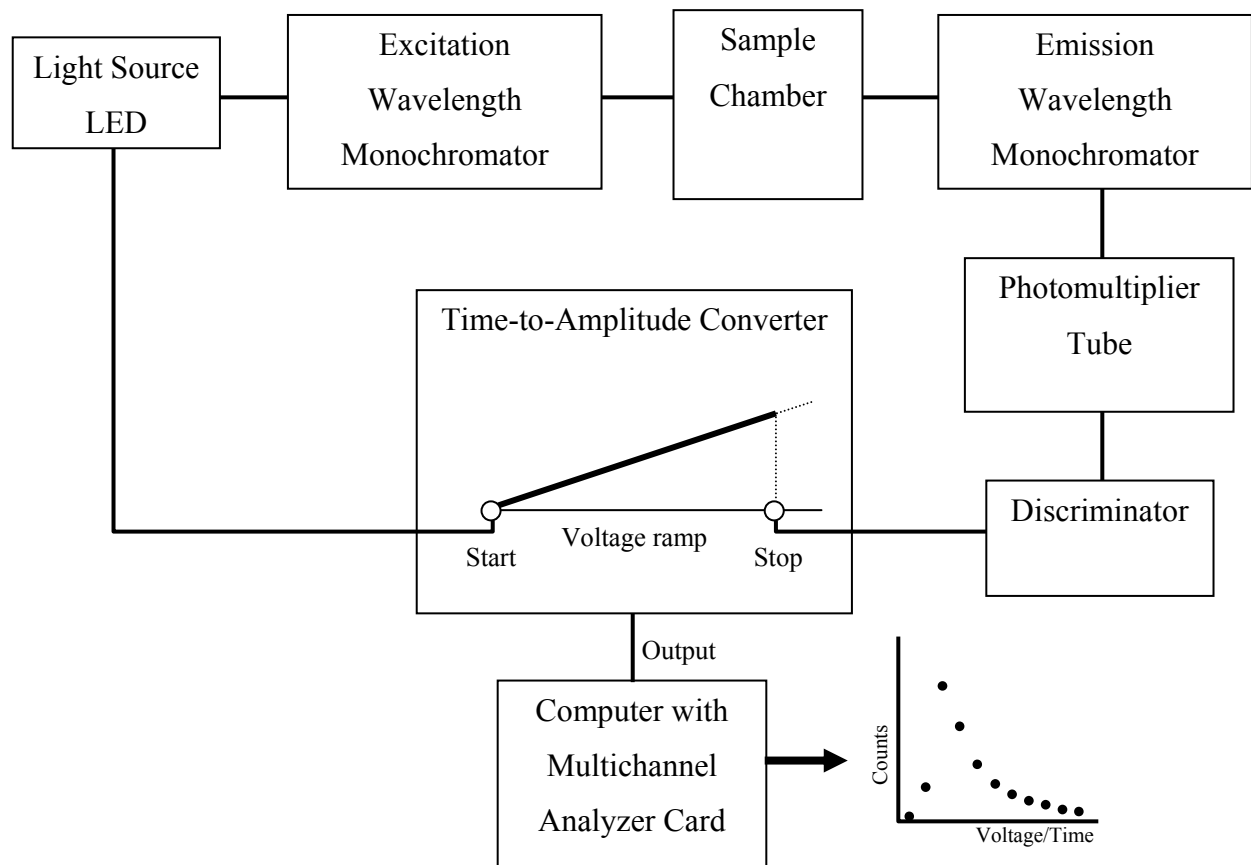 Light Source
LED
Excitation
Wavelength
Monochromator
Sample
Chamber
Emission
Wavelength
Monochromator
Photomultiplier
Tube
Discriminator
Time-to-Amplitude Converter
Start
Voltage ramp
Stop
Output
Computer with
Multichannel
Analyzer Card
Counts
Voltage/Time